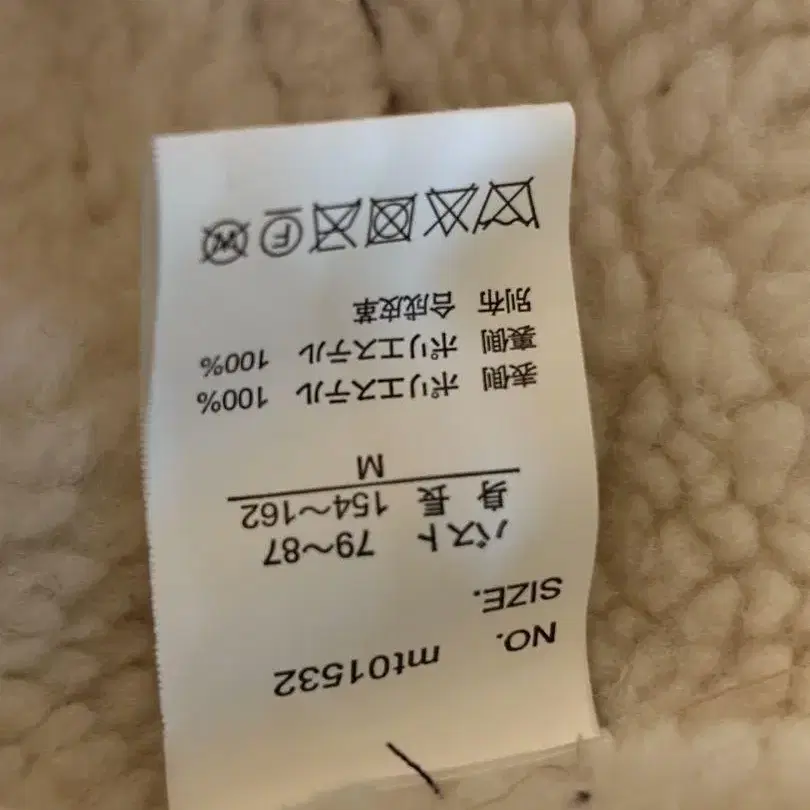 NO. mt01532
SIZE.
バスト 79〜87
身長 154〜162
M
表側 ポリエステル 100%
裏側 ポリエステル 100%
別布 合成皮革
F W